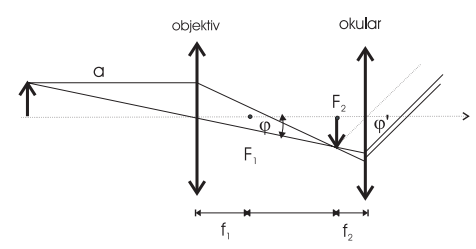 objektiv
okular
a
F₂
φ
φ'
F₁
f₁
f₂